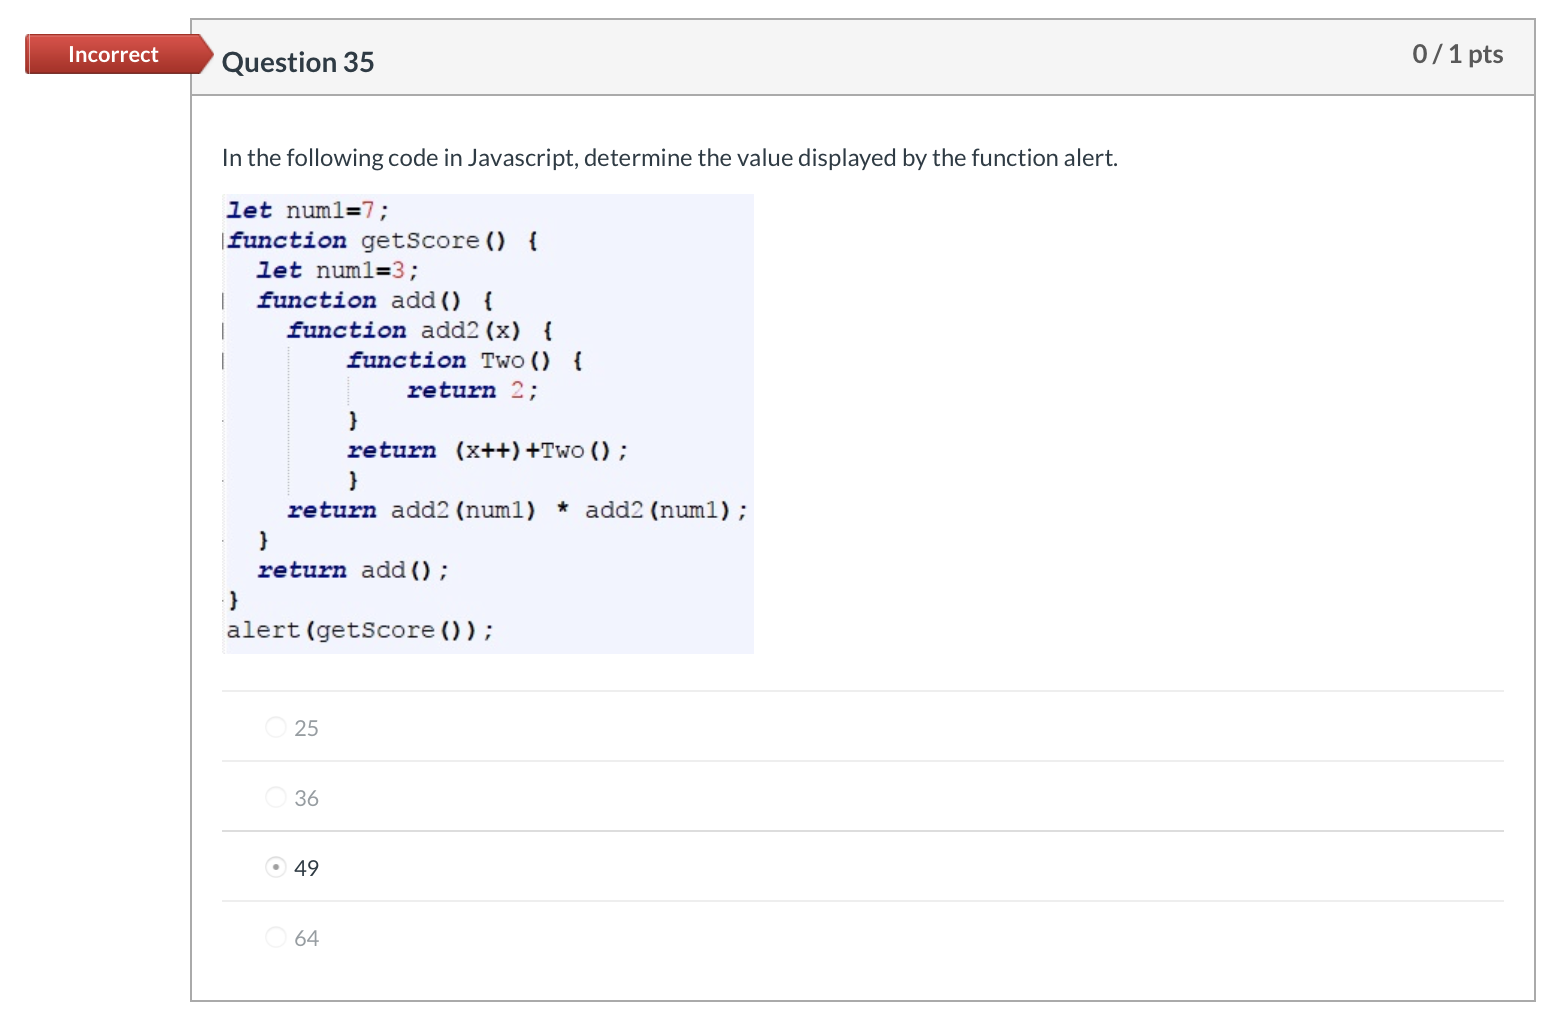 Incorrect
Question 35
0 / 1 pts
In the following code in Javascript, determine the value displayed by the function alert.
let num1=7;
function getScore() {
  let num1=3;
  function add() {
    function add2(x) {
        function Two() {
            return 2;
        }
        return (x++)+Two();
        }
    return add2(num1) * add2(num1);
  }
  return add();
}
alert(getScore());
25
36
49
64